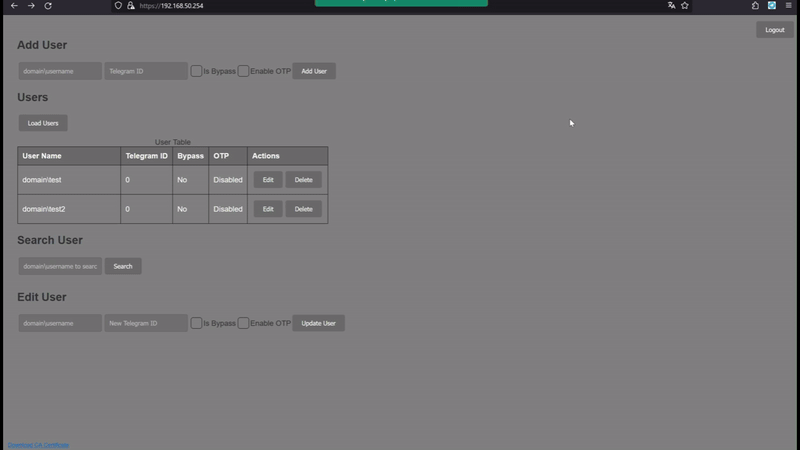 https://192.168.50.254
Logout
Add User
domain\username Telegram ID Is Bypass Enable OTP Add User
Users
Load Users
User Table
User Name Telegram ID Bypass OTP Actions
domain\test 0 No Disabled Edit Delete
domain\test2 0 No Disabled Edit Delete
Search User
domain\username to searc Search
Edit User
domain\username New Telegram ID Is Bypass Enable OTP Update User
Download CA Certificate